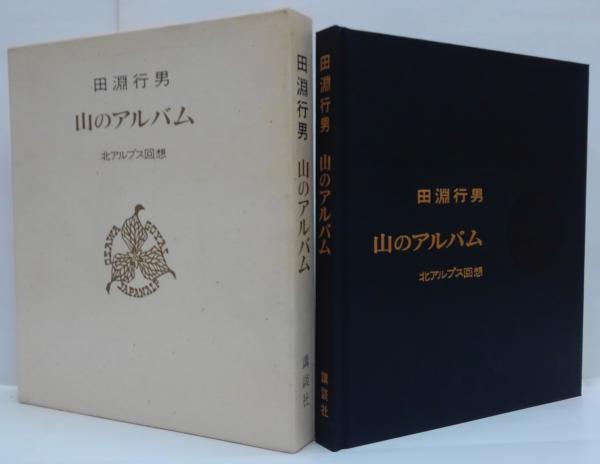 田淵行男
山のアルバム
北アルプス回想
OSAWA GOYAS
JAPANALP
田淵行男 山のアルバム
講談社
田淵行男 山のアルバム
講談社
田淵行男
山のアルバム
北アルプス回想